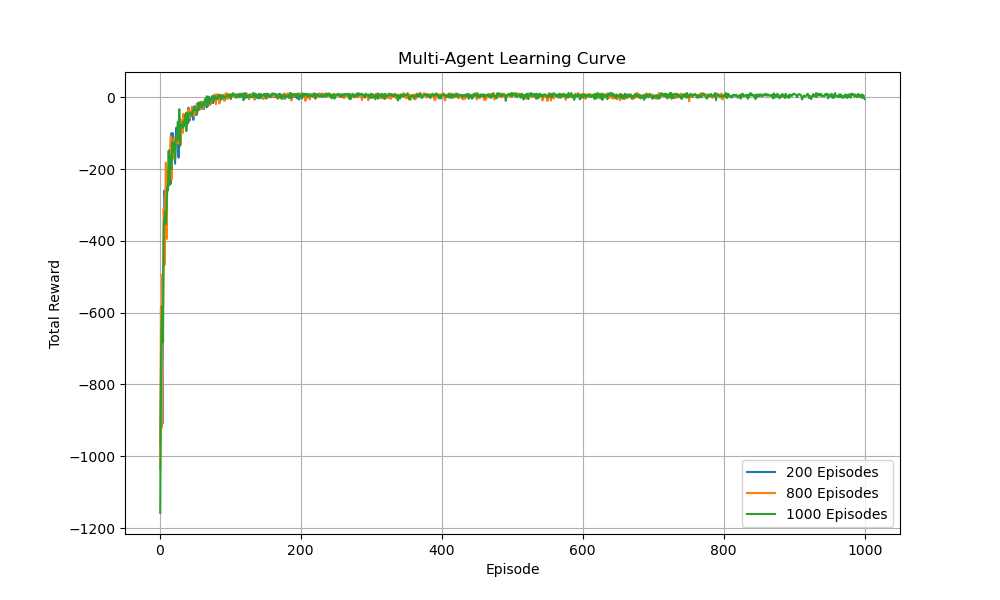 Multi-Agent Learning Curve
Total Reward
0
−200
−400
−600
−800
−1000
−1200
0 200 400 600 800 1000
Episode
200 Episodes
800 Episodes
1000 Episodes